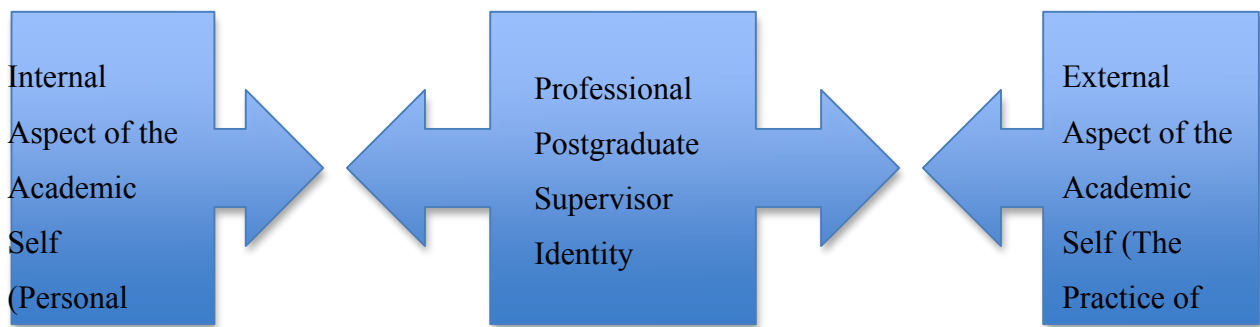 Internal
Aspect of the
Academic
Self
(Personal
Professional
Postgraduate
Supervisor
Identity
External
Aspect of the
Academic
Self (The
Practice of